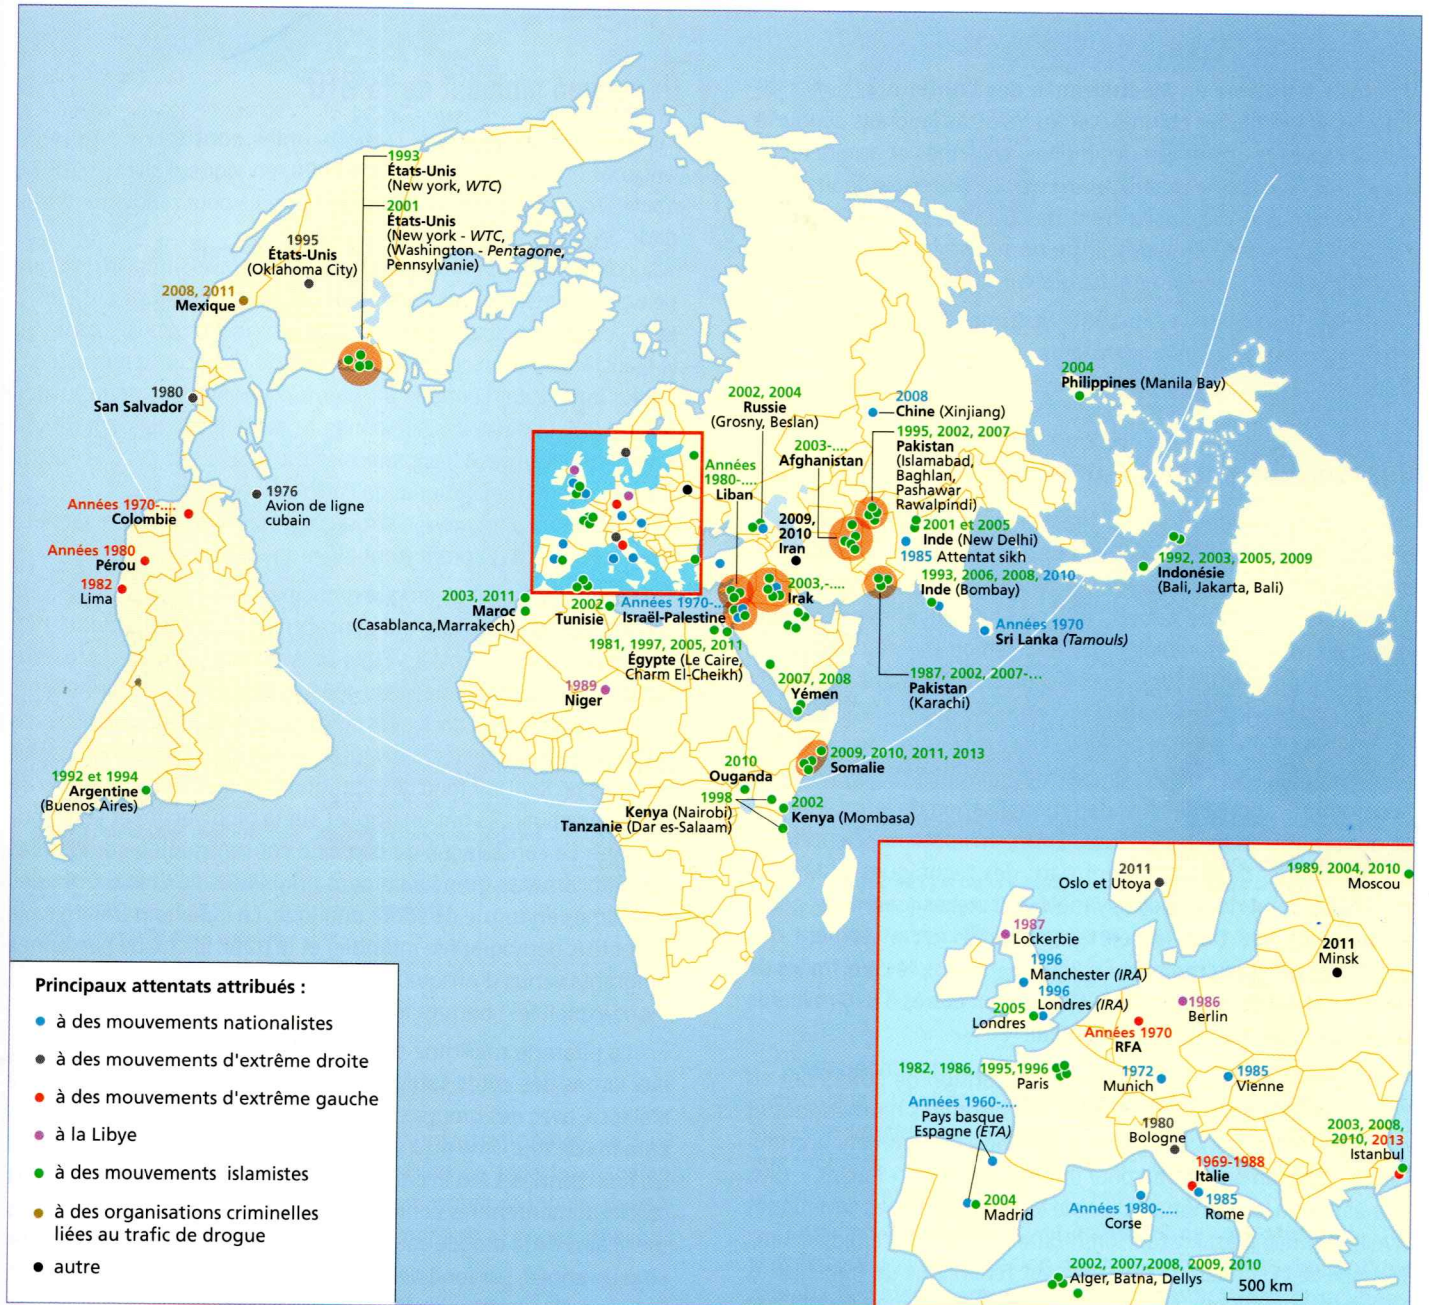 1993
États-Unis
(New york, WTC)
2001
États-Unis
(New york - WTC,
(Washington - Pentagone,
Pennsylvanie)
1995
États-Unis
(Oklahoma City)
2008, 2011
Mexique
1980
San Salvador
1976
Avion de ligne
cubain
Années 1970-....
Colombie
Années 1980
Pérou
1982
Lima
1992 et 1994
Argentine
(Buenos Aires)
2002, 2004
Russie
(Grosny, Beslan)
Années
1980-....
Liban
2003-....
Afghanistan
2009,
2010
Iran
2008
Chine (Xinjiang)
1995, 2002, 2007
Pakistan
(Islamabad,
Baghlan,
Pashawar
Rawalpindi)
2004
Philippines (Manila Bay)
2001 et 2005
Inde (New Delhi)
1985 Attentat sikh
1993, 2006, 2008, 2010
Inde (Bombay)
1992, 2003, 2005, 2009
Indonésie
(Bali, Jakarta, Bali)
Années 1970
Sri Lanka (Tamouls)
1987, 2002, 2007-...
Pakistan
(Karachi)
2003,-....
Irak
2003, 2011
Maroc
(Casablanca,Marrakech)
2002
Tunisie
Années 1970-....
Israël-Palestine
1981, 1997, 2005, 2011
Égypte (Le Caire,
Charm El-Cheikh)
1989
Niger
2007, 2008
Yémen
2009, 2010, 2011, 2013
Somalie
2010
Ouganda
1998
Kenya (Nairobi)
Tanzanie (Dar es-Salaam)
2002
Kenya (Mombasa)
Principaux attentats attribués :
à des mouvements nationalistes
à des mouvements d'extrême droite
à des mouvements d'extrême gauche
à la Libye
à des mouvements islamistes
à des organisations criminelles
liées au trafic de drogue
autre
2011
Oslo et Utoya
1989, 2004, 2010
Moscou
1987
Lockerbie
2011
Minsk
1996
Manchester (IRA)
1996
Londres (IRA)
2005
Londres
1986
Berlin
Années 1970
RFA
1982, 1986, 1995,1996
Paris
1972
Munich
1985
Vienne
Années 1960-....
Pays basque
Espagne (ETA)
1980
Bologne
2003, 2008,
2010, 2013
Istanbul
1969-1988
Italie
2004
Madrid
Années 1980-....
Corse
1985
Rome
2002, 2007,2008, 2009, 2010
Alger, Batna, Dellys
500 km